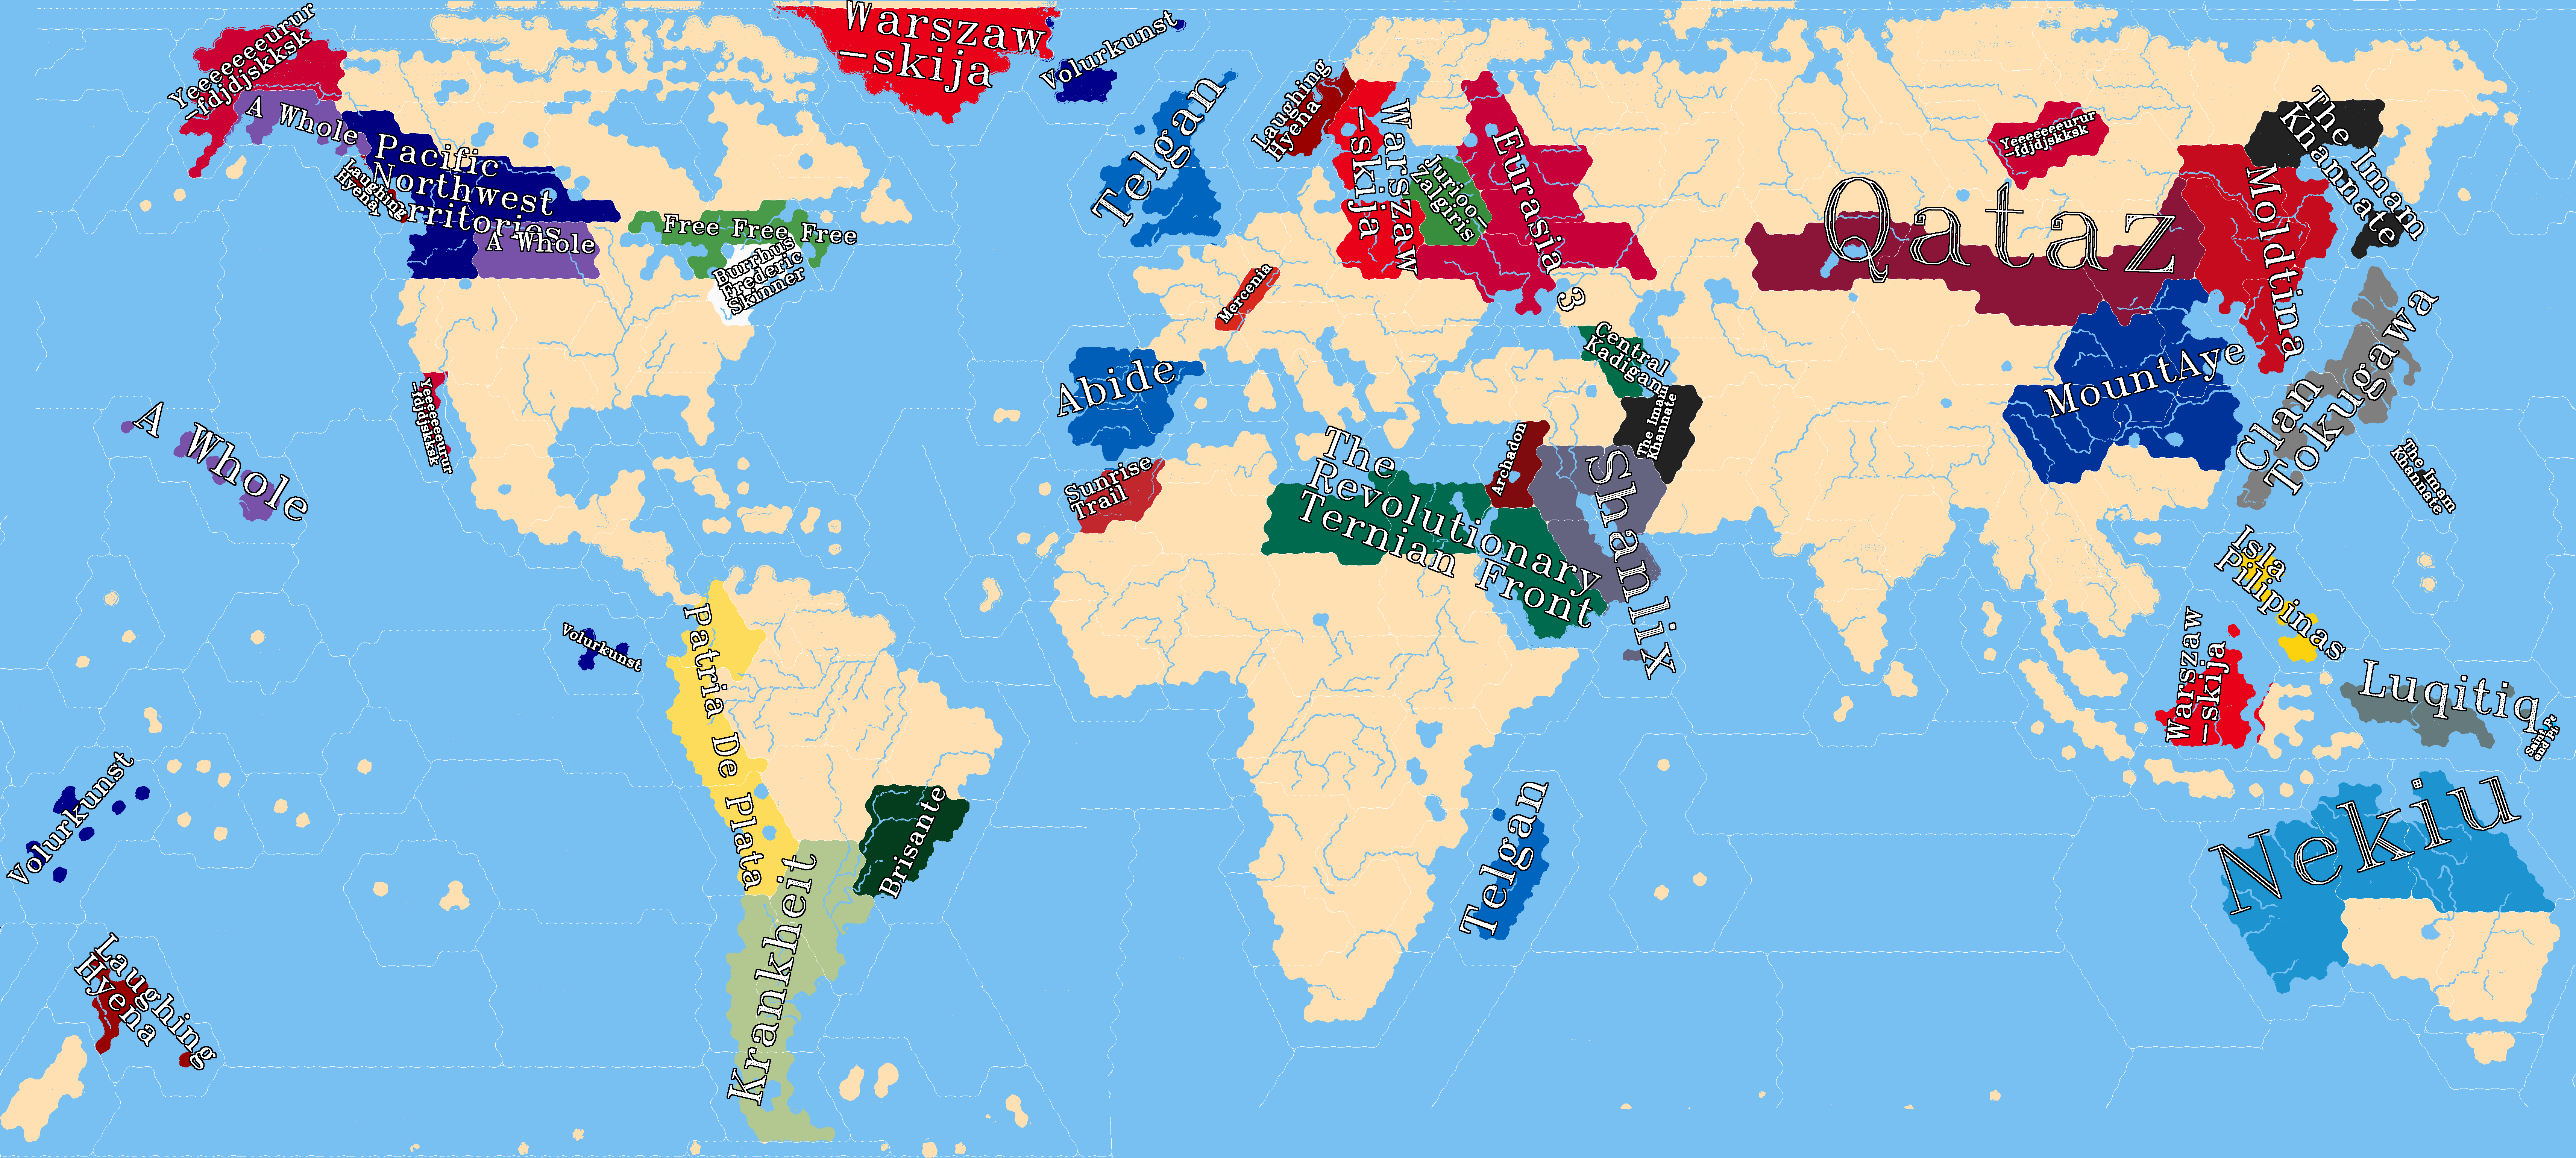 Yeeeeeeurur
-fdjdjskksk
A Whole
Pacific
Northwest
Territories
Laughing
Hyena
A Whole
Free Free Free
Burrhus
Frederic
Skinner
Warszaw
-skija
Volurkunst
Telgan
Laughing
Hyena
Warszaw
-skija
Jurioo-
Zalgiris
Eurasia 3
Mercenia
Yeeeeeeurur
-fdjdjskksk
Qataz
The Imam
Khannate
Moldtina
MountAye
Clan
Tokugawa
The Imam
Khannate
Central
Kadigan
The Imam
Khannate
Abide
Sunrise
Trail
The
Revolutionary
Ternian Front
Archadon
Shanlix
Yeeeeeeurur
-fdjdjskksk
A Whole
Volurkunst
Patria De Plata
Brisante
Krankheit
Volurkunst
Laughing
Hyena
Telgan
Isla
Pilipinas
Warszaw
-skija
Luqitiq
Nekiu